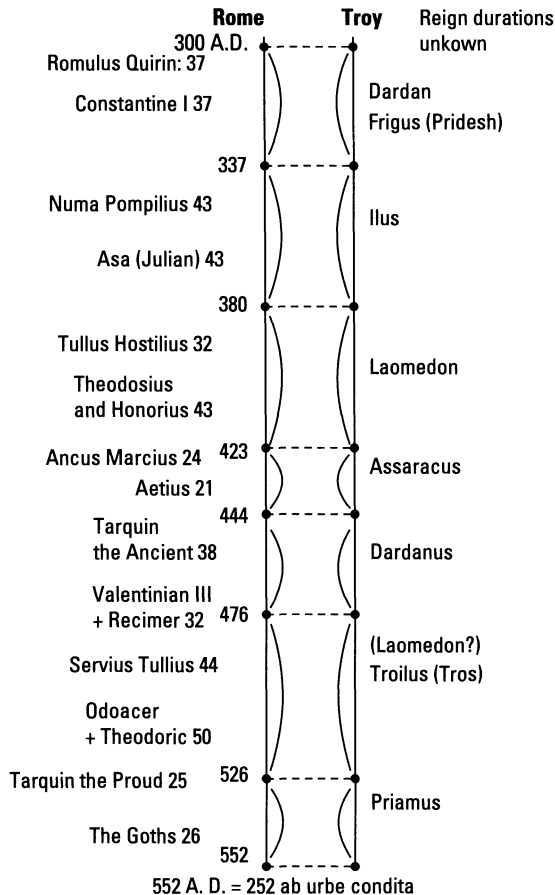 Rome Troy Reign durations
unkown
300 A.D.
Romulus Quirin: 37
Constantine I 37
Dardan
Frigus (Pridesh)
337
Numa Pompilius 43
Ilus
Asa (Julian) 43
380
Tullus Hostilius 32
Laomedon
Theodosius
and Honorius 43
423
Ancus Marcius 24
Assaracus
Aetius 21
444
Tarquin
the Ancient 38
Dardanus
Valentinian III
+ Recimer 32
476
(Laomedon?)
Troilus (Tros)
Servius Tullius 44
Odoacer
+ Theodoric 50
526
Tarquin the Proud 25
Priamus
The Goths 26
552
552 A. D. = 252 ab urbe condita